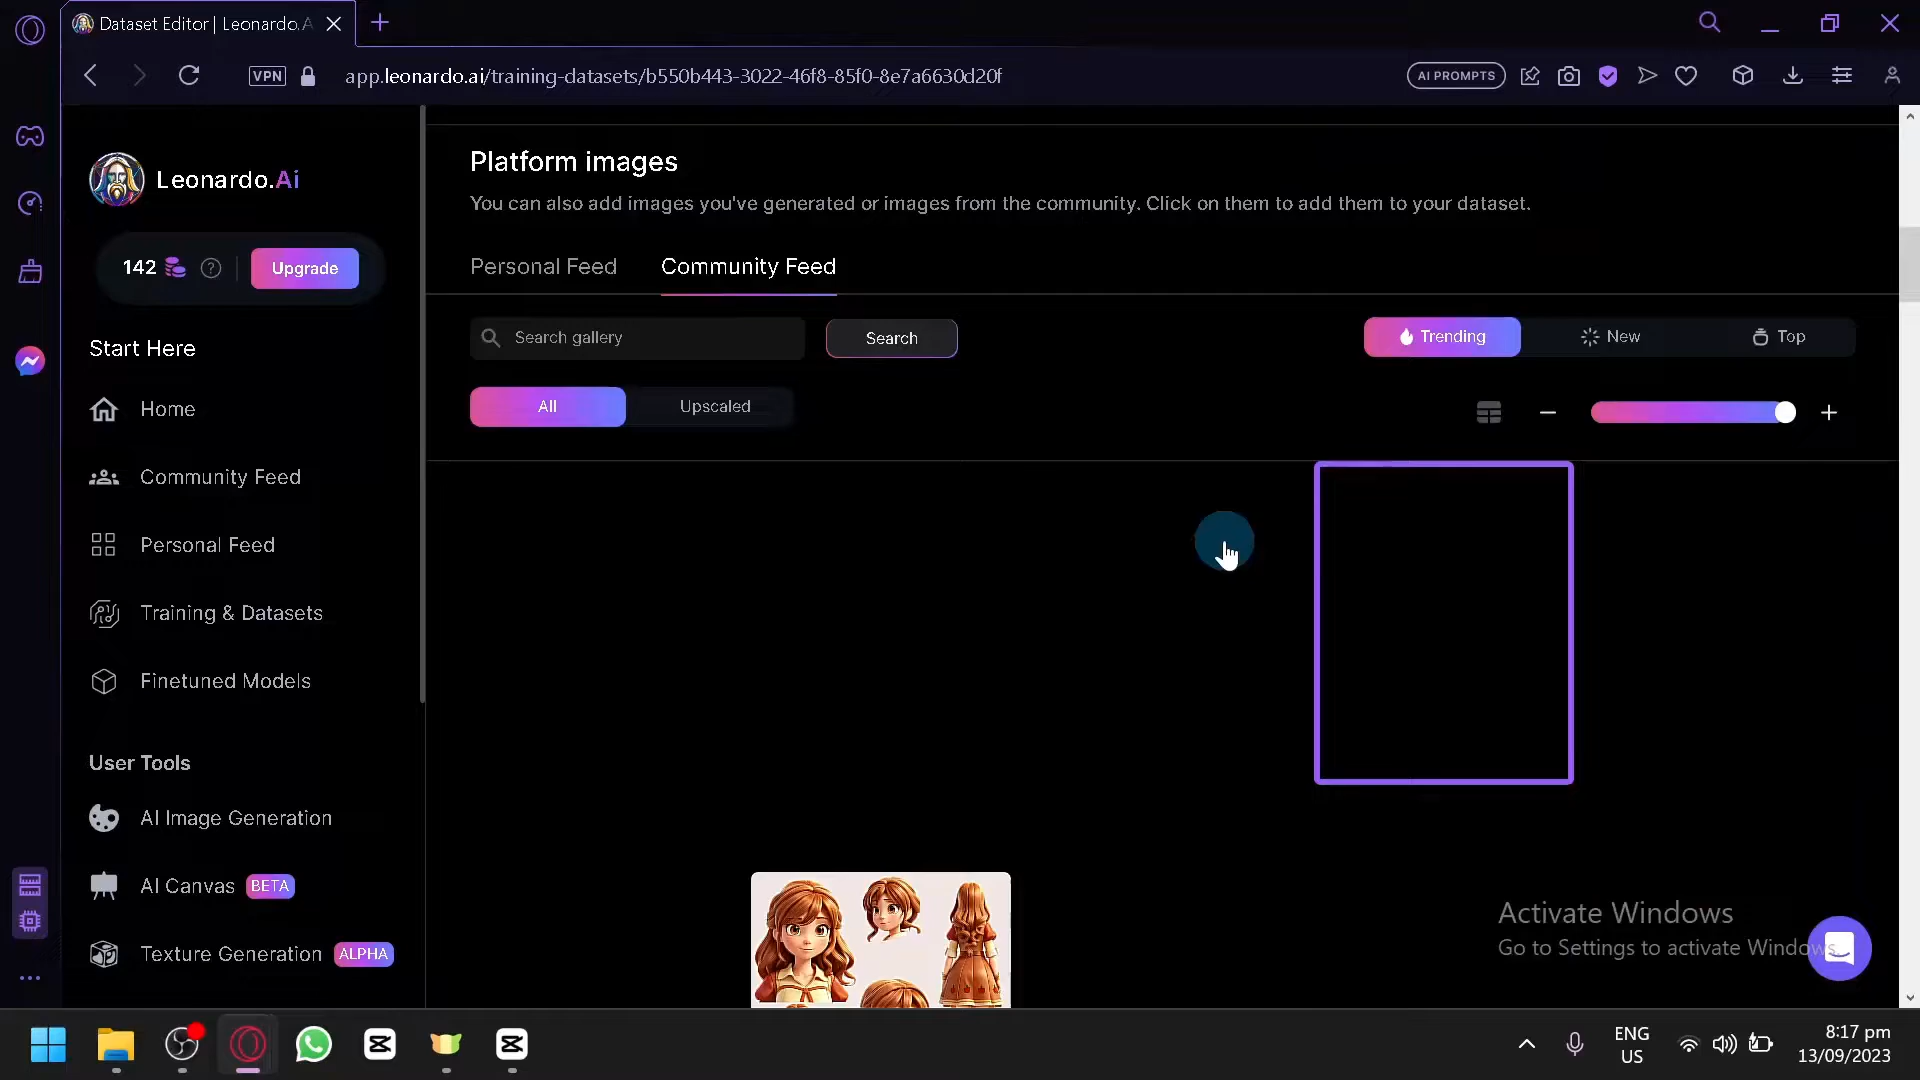 Dataset Editor | Leonardo.A
VPN
app.leonardo.ai/training-datasets/b550b443-3022-46f8-85f0-8e7a6630d20f
AI PROMPTS
Leonardo.Ai
142
Upgrade
Start Here
Home
Community Feed
Personal Feed
Training & Datasets
Finetuned Models
User Tools
AI Image Generation
AI Canvas BETA
Texture Generation ALPHA
Platform images
You can also add images you've generated or images from the community. Click on them to add them to your dataset.
Personal Feed Community Feed
Search gallery Search
Trending New Top
All Upscaled
Activate Windows
Go to Settings to activate Windows.
ENG
US
8:17 pm
13/09/2023